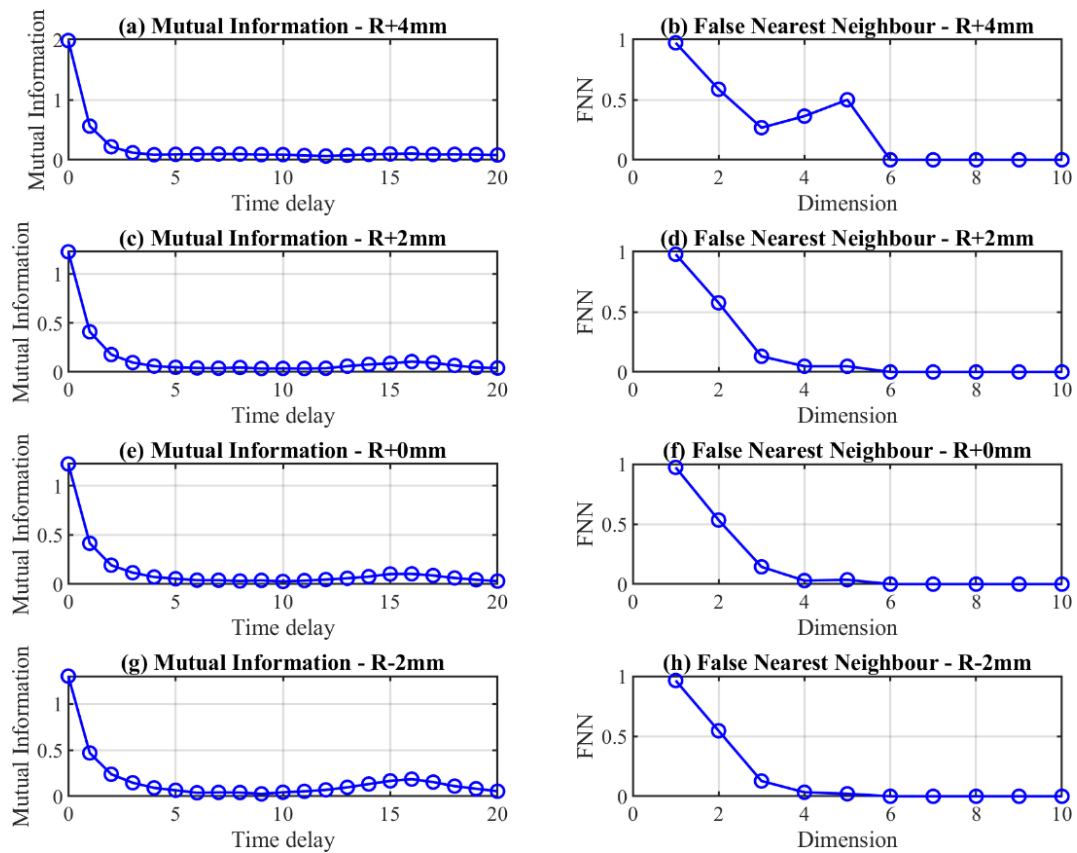 (a) Mutual Information - R+4mm
Mutual Information
2
1
0
0 5 10 15 20
Time delay
(b) False Nearest Neighbour - R+4mm
FNN
1
0.5
0
0 2 4 6 8 10
Dimension
(c) Mutual Information - R+2mm
Mutual Information
1
0.5
0
0 5 10 15 20
Time delay
(d) False Nearest Neighbour - R+2mm
FNN
1
0.5
0
0 2 4 6 8 10
Dimension
(e) Mutual Information - R+0mm
Mutual Information
1
0.5
0
0 5 10 15 20
Time delay
(f) False Nearest Neighbour - R+0mm
FNN
1
0.5
0
0 2 4 6 8 10
Dimension
(g) Mutual Information - R-2mm
Mutual Information
1
0.5
0
0 5 10 15 20
Time delay
(h) False Nearest Neighbour - R-2mm
FNN
1
0.5
0
0 2 4 6 8 10
Dimension